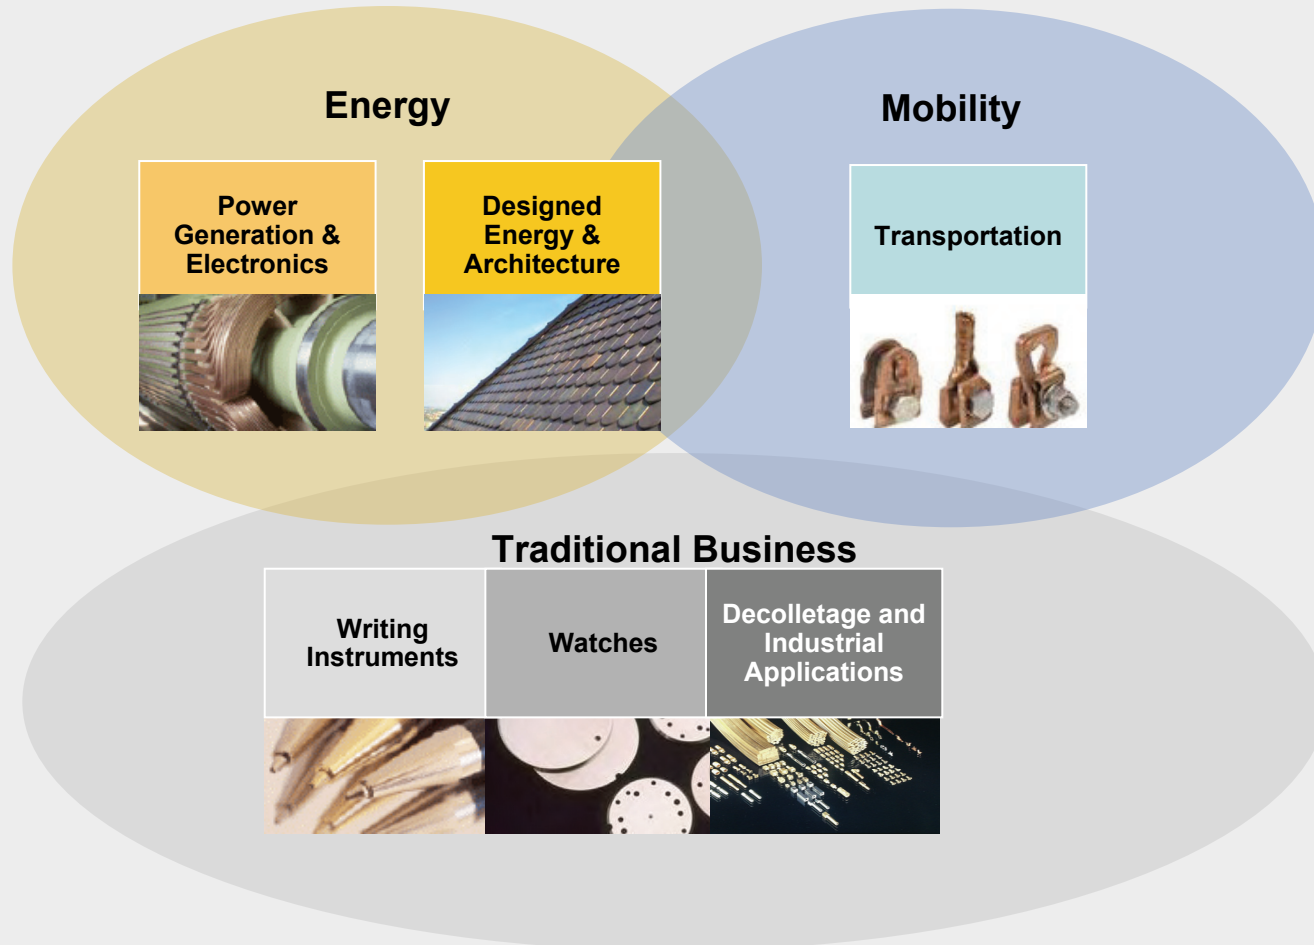 Energy
Mobility
Power
Generation &
Electronics
Designed
Energy &
Architecture
Transportation
Traditional Business
Writing
Instruments
Watches
Decolletage and
Industrial
Applications